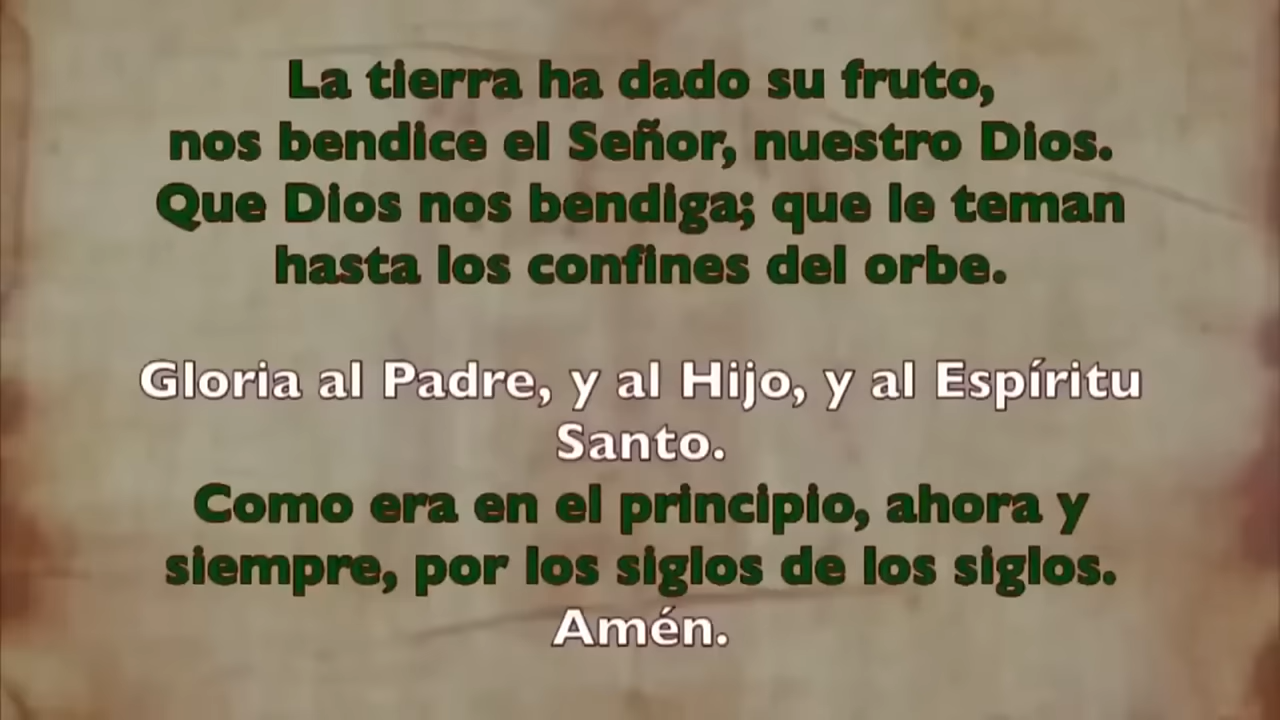 La tierra ha dado su fruto,
nos bendice el Señor, nuestro Dios.
Que Dios nos bendiga; que le teman
hasta los confines del orbe.
Gloria al Padre, y al Hijo, y al Espíritu
Santo.
Como era en el principio, ahora y
siempre, por los siglos de los siglos.
Amén.